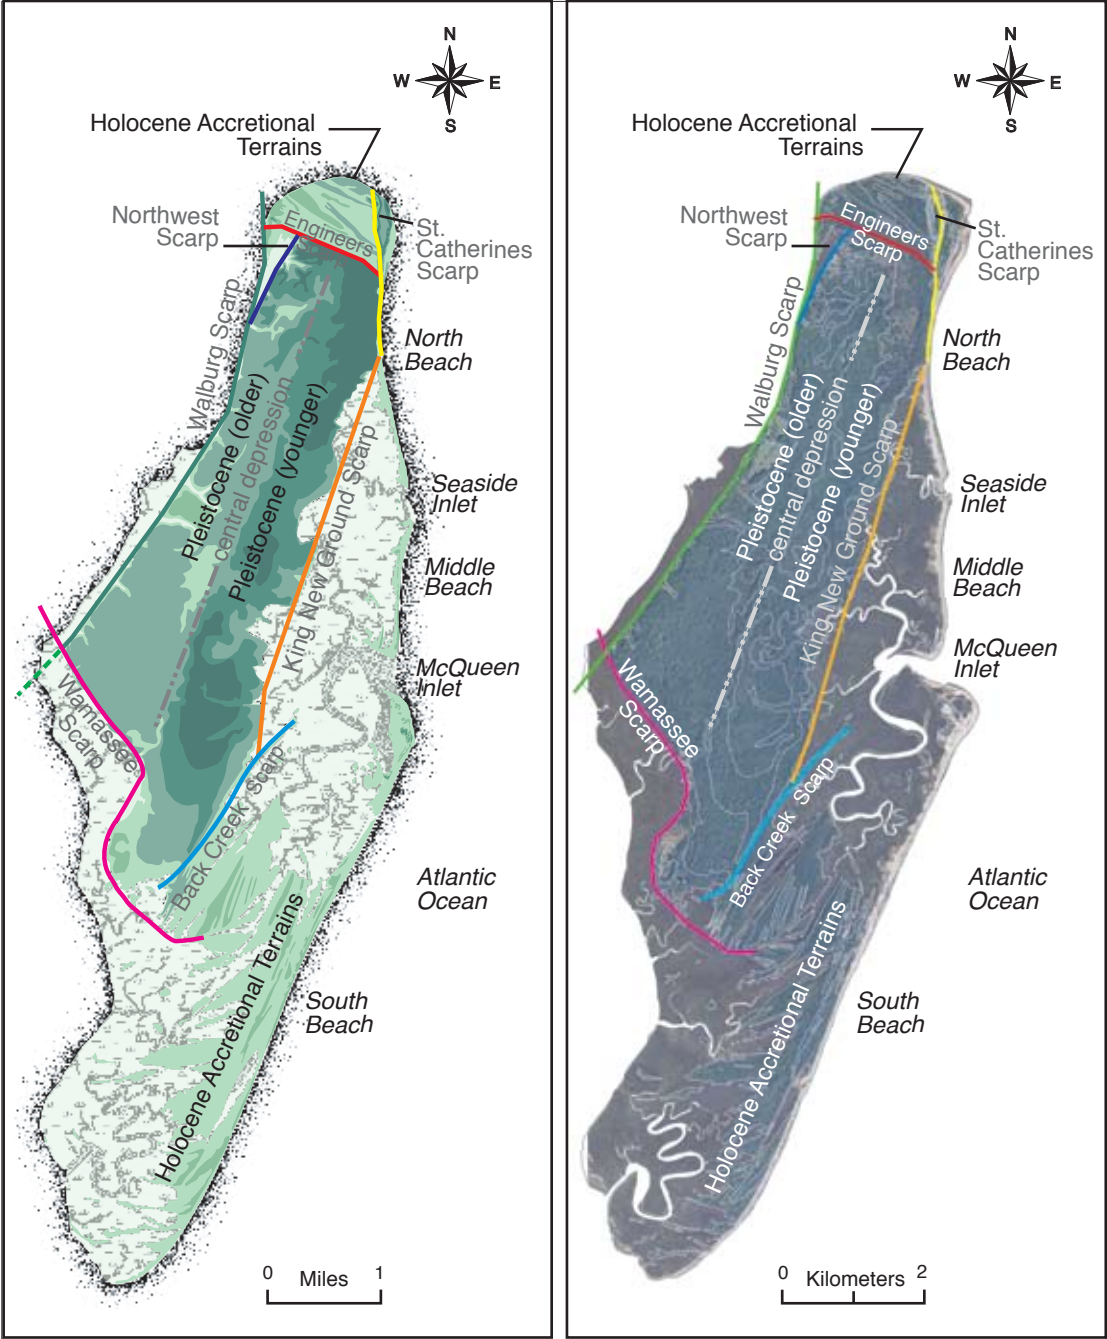 N
W E
S
Holocene Accretional
Terrains
Northwest
Scarp
Engineers
Scarp
St.
Catherines
Scarp
Walburg Scarp
North
Beach
Pleistocene (older)
central depression
Pleistocene (younger)
King New Ground Scarp
Seaside
Inlet
Middle
Beach
McQueen
Inlet
Wamassee
Scarp
Back Creek Scarp
Atlantic
Ocean
Holocene Accretional Terrains
South
Beach
0 Miles 1
N
W E
S
Holocene Accretional
Terrains
Northwest
Scarp
Engineers
Scarp
St.
Catherines
Scarp
Walburg Scarp
North
Beach
Pleistocene (older)
central depression
Pleistocene (younger)
King New Ground Scarp
Seaside
Inlet
Middle
Beach
McQueen
Inlet
Wamassee
Scarp
Back Creek Scarp
Atlantic
Ocean
Holocene Accretional Terrains
South
Beach
0 Kilometers 2